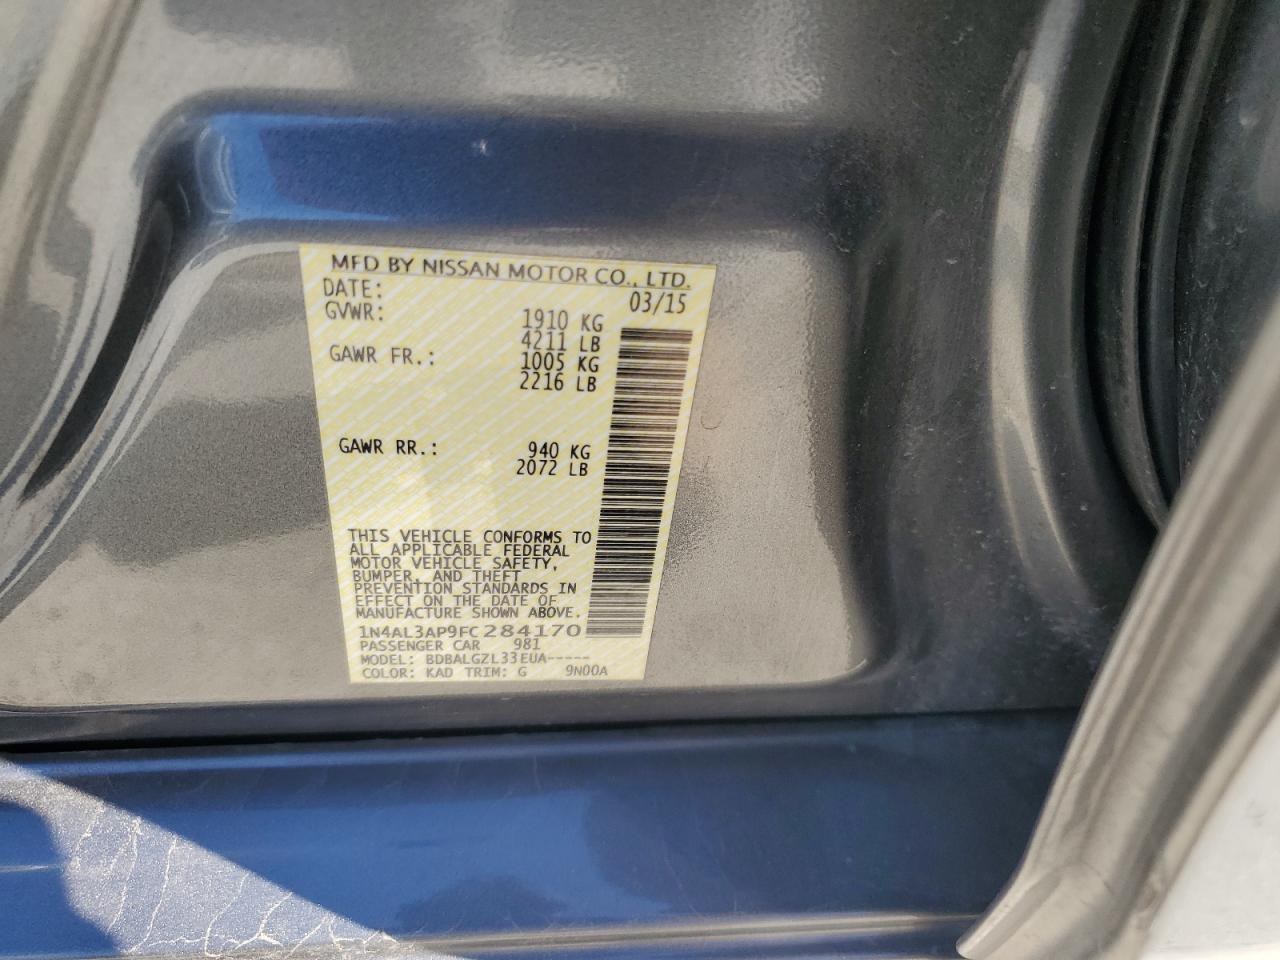 MFD BY NISSAN MOTOR CO., LTD.
DATE: 03/15
GVWR: 1910 KG
4211 LB
GAWR FR.: 1005 KG
2216 LB
GAWR RR.: 940 KG
2072 LB
THIS VEHICLE CONFORMS TO
ALL APPLICABLE FEDERAL
MOTOR VEHICLE SAFETY,
BUMPER, AND THEFT
PREVENTION STANDARDS IN
EFFECT ON THE DATE OF
MANUFACTURE SHOWN ABOVE.
1N4AL3AP9FC284170
PASSENGER CAR 981
MODEL: BDBALGZL33EUA-----
COLOR: KAD TRIM: G 9N00A